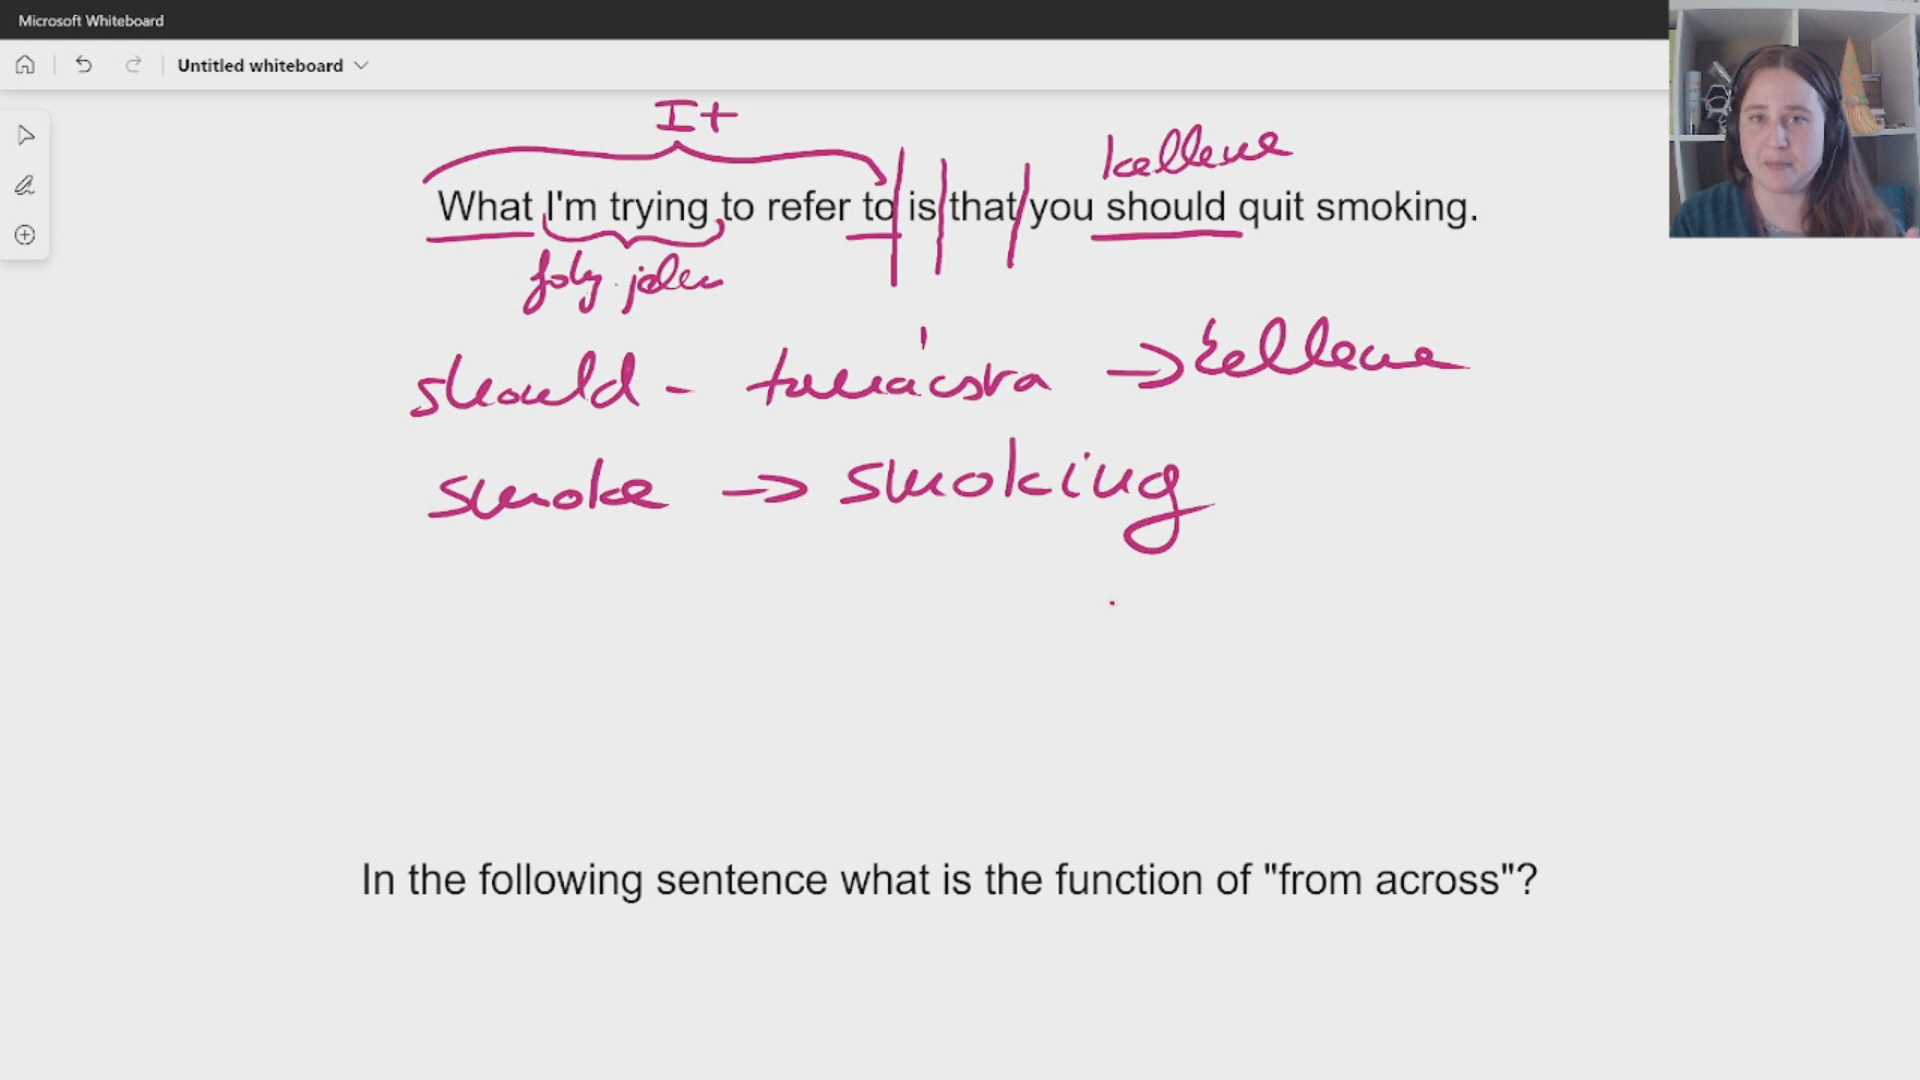 Microsoft Whiteboard
Untitled whiteboard
It
kellene
What I'm trying to refer to is that you should quit smoking.
foly. jelen
should - tanácsra → kellene
smoke → smoking
In the following sentence what is the function of "from across"?